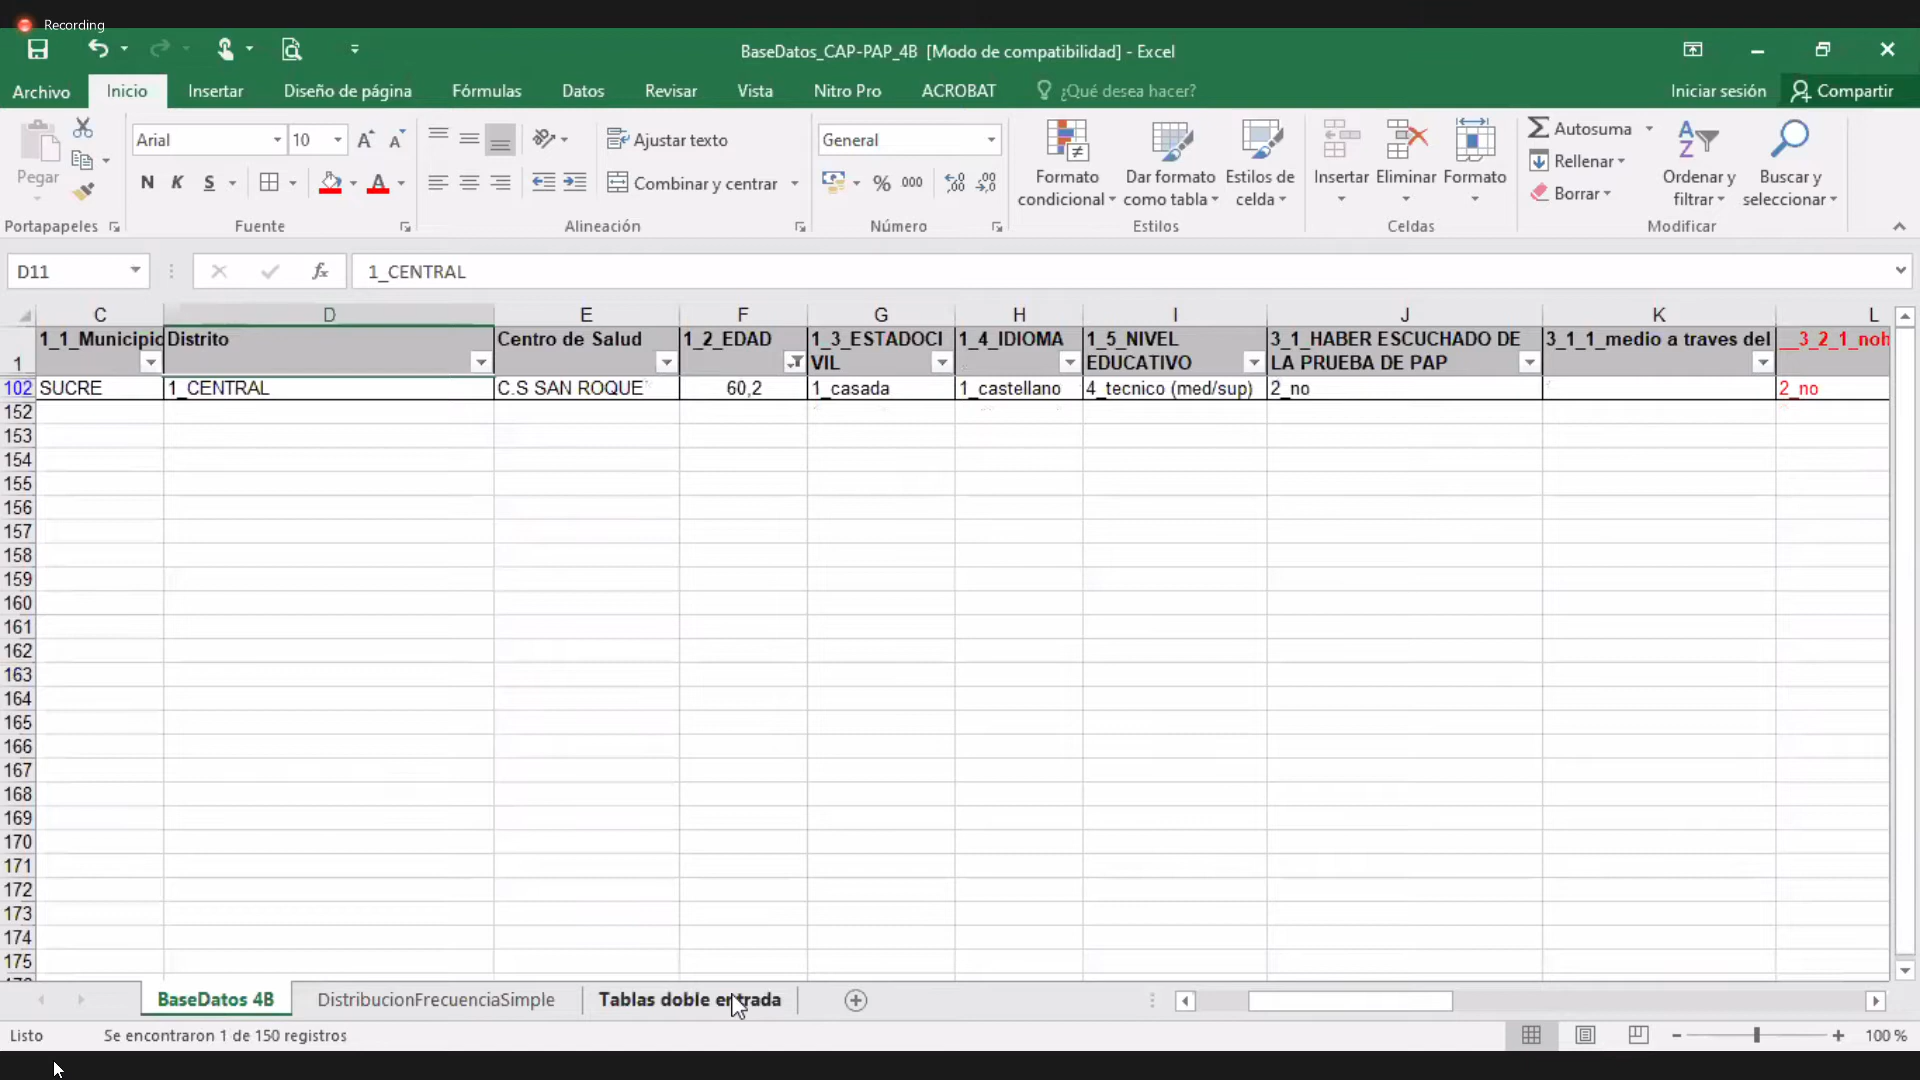 Recording
BaseDatos_CAP-PAP_4B [Modo de compatibilidad] - Excel
Archivo Inicio Insertar Diseño de página Fórmulas Datos Revisar Vista Nitro Pro ACROBAT ¿Qué desea hacer? Iniciar sesión Compartir
Pegar
Portapapeles
Arial 10
N K S
Fuente
Ajustar texto
Combinar y centrar
Alineación
General
% 000
Número
Formato condicional
Dar formato como tabla
Estilos de celda
Estilos
Insertar Eliminar Formato
Celdas
Autosuma
Rellenar
Borrar
Ordenar y filtrar
Buscar y seleccionar
Modificar
D11 fx 1_CENTRAL
C D E F G H I J K L
1 1_1_Municipio Distrito Centro de Salud 1_2_EDAD 1_3_ESTADOCIVIL 1_4_IDIOMA 1_5_NIVEL EDUCATIVO 3_1_HABER ESCUCHADO DE LA PRUEBA DE PAP 3_1_1_medio a traves del __3_2_1_noh
102 SUCRE 1_CENTRAL C.S SAN ROQUE 60,2 1_casada 1_castellano 4_tecnico (med/sup) 2_no 2_no
152
153
154
155
156
157
158
159
160
161
162
163
164
165
166
167
168
169
170
171
172
173
174
175
BaseDatos 4B DistribucionFrecuenciaSimple Tablas doble entrada
Listo Se encontraron 1 de 150 registros 100 %